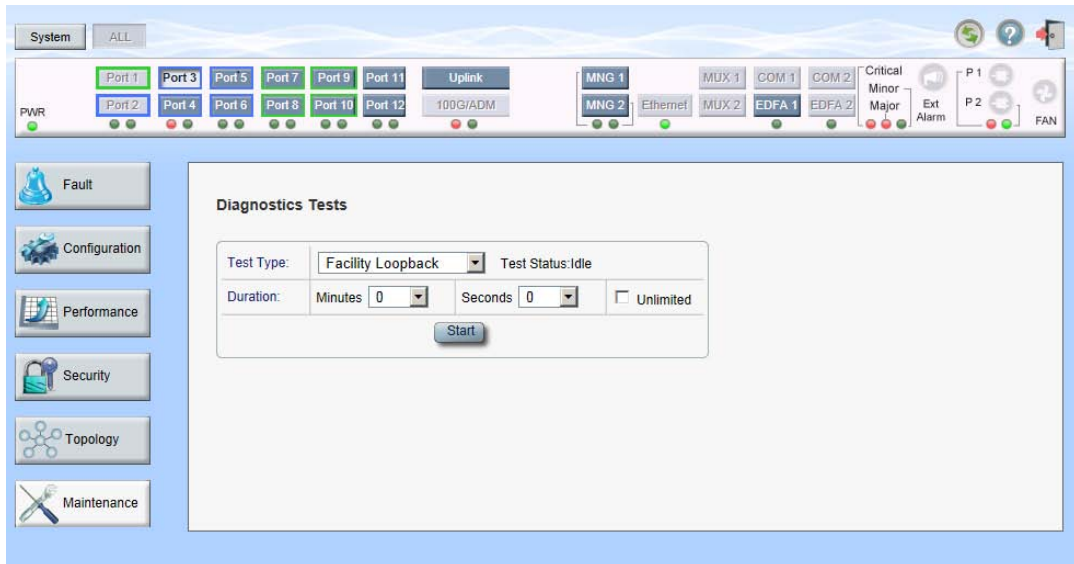 System ALL
Port 1 Port 3 Port 5 Port 7 Port 9 Port 11 Uplink MNG 1 MUX 1 COM 1 COM 2 Critical P 1
Minor
Port 2 Port 4 Port 6 Port 8 Port 10 Port 12 100G/ADM MNG 2 Ethernet MUX 2 EDFA 1 EDFA 2 Major Ext P 2
PWR Alarm FAN
Fault
Diagnostics Tests
Configuration
Test Type: Facility Loopback Test Status:Idle
Duration: Minutes 0 Seconds 0 Unlimited
Performance
Start
Security
Topology
Maintenance